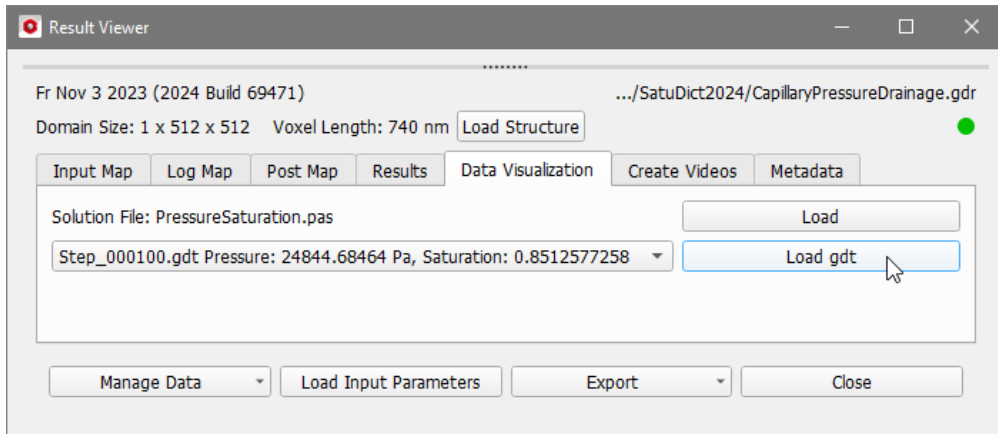 Result Viewer
Fr Nov 3 2023 (2024 Build 69471) .../SatuDict2024/CapillaryPressureDrainage.gdr
Domain Size: 1 x 512 x 512 Voxel Length: 740 nm Load Structure
Input Map Log Map Post Map Results Data Visualization Create Videos Metadata
Solution File: PressureSaturation.pas Load
Step_000100.gdt Pressure: 24844.68464 Pa, Saturation: 0.8512577258 Load gdt
Manage Data Load Input Parameters Export Close